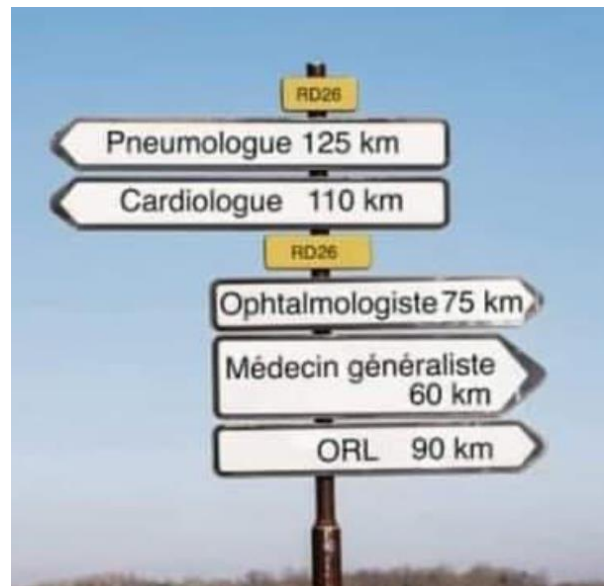 RD26
Pneumologue 125 km
Cardiologue 110 km
RD26
Ophtalmologiste 75 km
Médecin généraliste
60 km
ORL 90 km